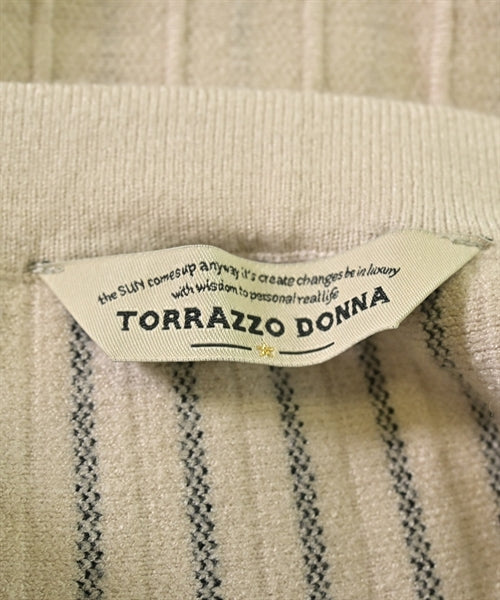 the SUN comes up anyway it's create changes be in luxury
with wisdom to personal real life
TORRAZZO DONNA